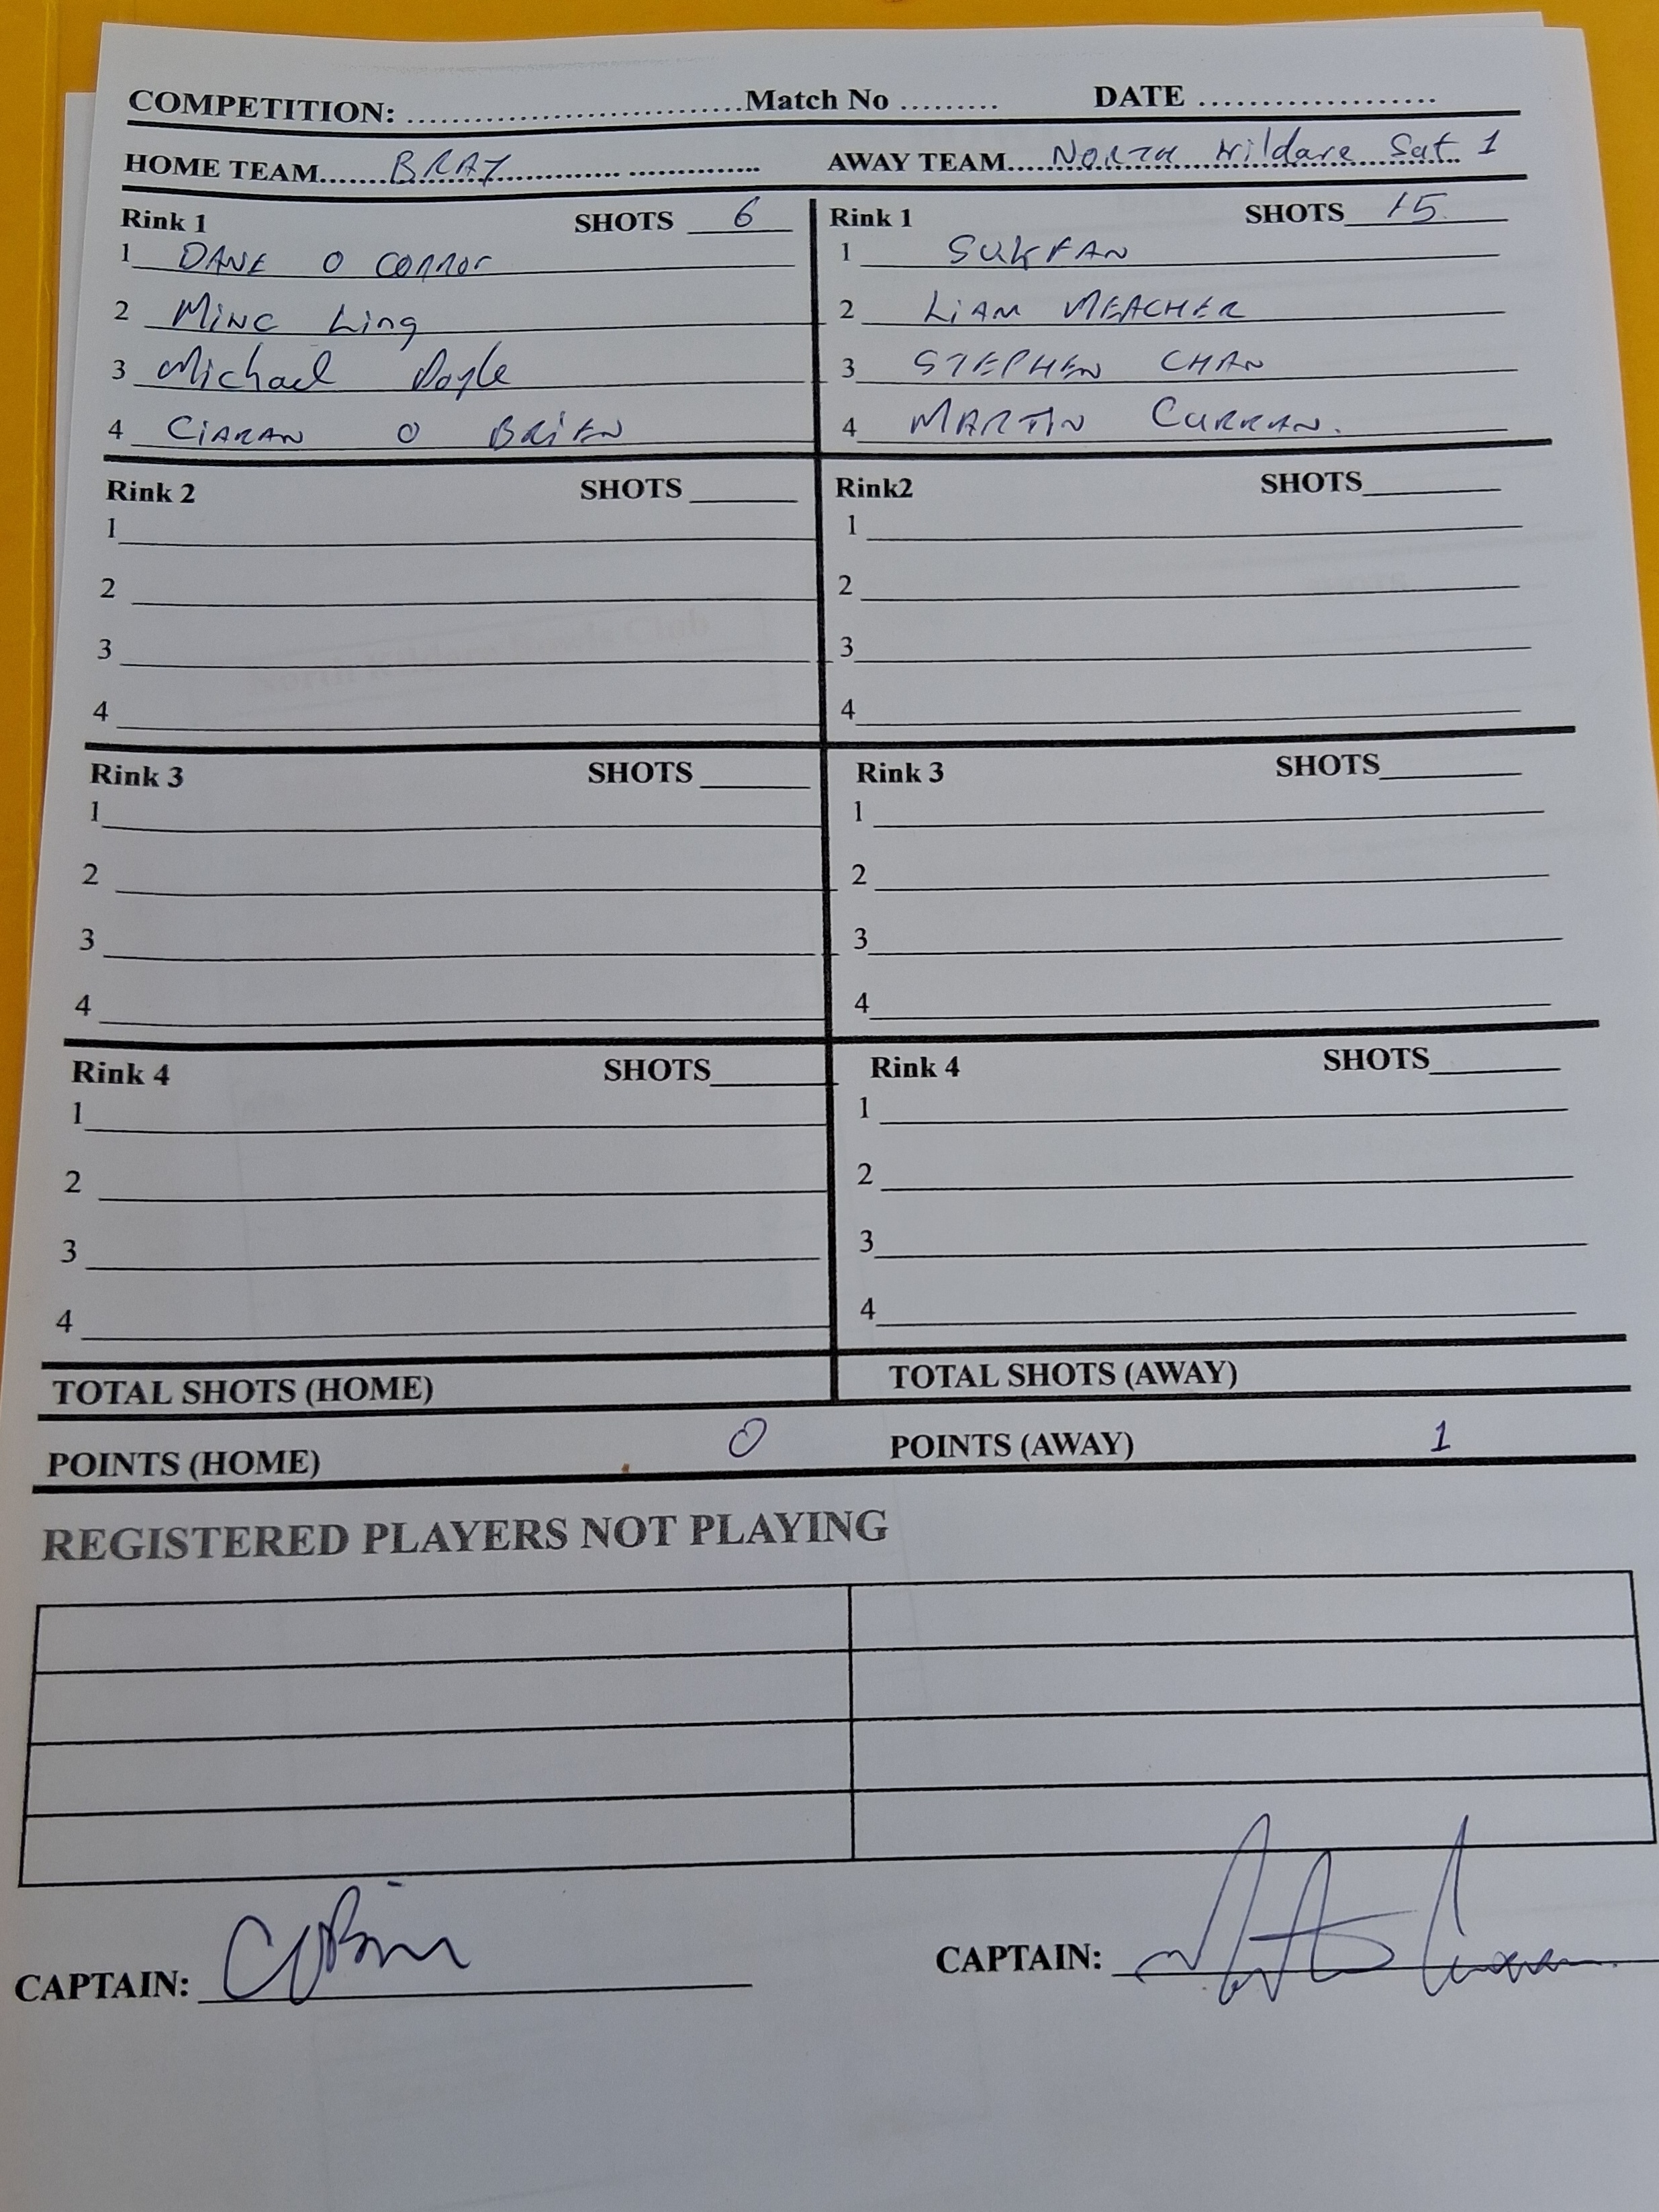 COMPETITION: ............................Match No ......... DATE ....................
HOME TEAM.......BRAY.................... .............. AWAY TEAM....North Kildare Sat 1
Rink 1 SHOTS 6 Rink 1 SHOTS 15
1 DANE O CONNOR 1 SUK FAN
2 MING Ling 2 LIAM MEAGHER
3 Michael Doyle 3 STEPHEN CHAN
4 CIARAN O BRIEN 4 MARTIN CURRAN.
Rink 2 SHOTS Rink2 SHOTS
1 1
2 2
3 3
4 4
Rink 3 SHOTS Rink 3 SHOTS
1 1
2 2
3 3
4 4
Rink 4 SHOTS Rink 4 SHOTS
1 1
2 2
3 3
4 4
TOTAL SHOTS (HOME) TOTAL SHOTS (AWAY)
POINTS (HOME) 0 POINTS (AWAY) 1
REGISTERED PLAYERS NOT PLAYING
CAPTAIN: CAPTAIN: